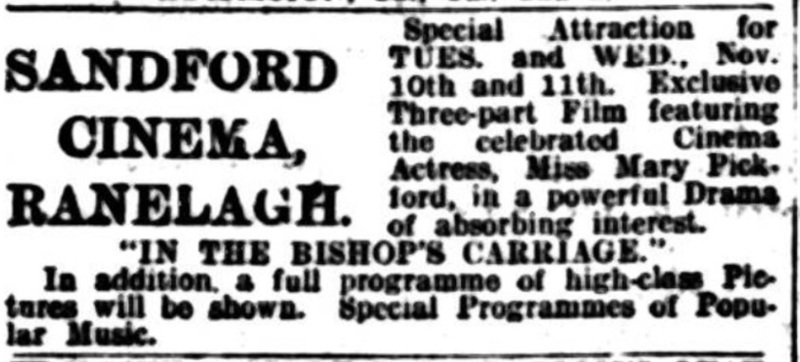 SANDFORD
CINEMA,
RANELAGH.
Special Attraction for
TUES. and WED., Nov.
10th and 11th. Exclusive
Three-part Film featuring
the celebrated Cinema
Actress, Miss Mary Pick-
ford, in a powerful Drama
of absorbing interest.
"IN THE BISHOP'S CARRIAGE."
In addition, a full programme of high-class Pic-
tures will be shown. Special Programmes of Popu-
lar Music.